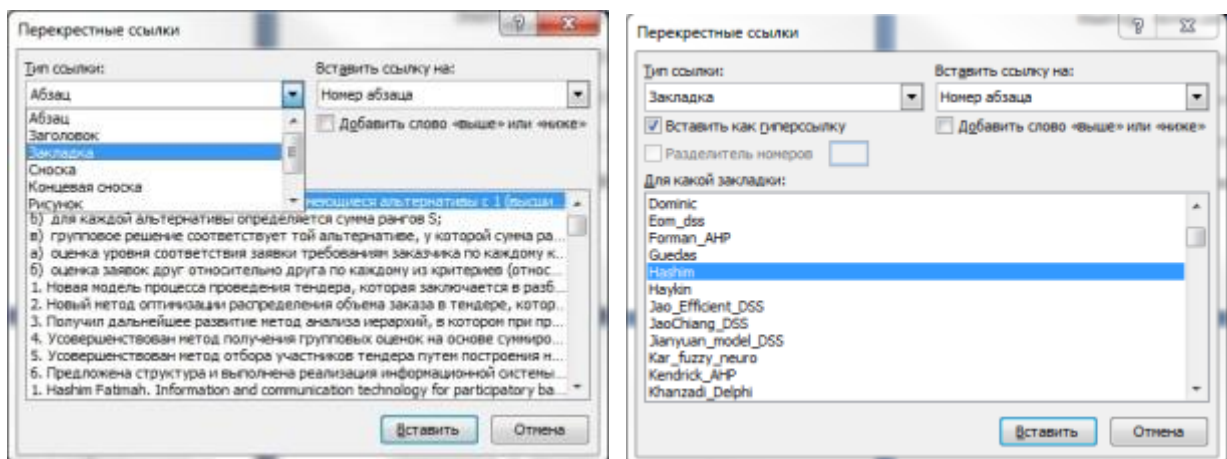 Перекрестные ссылки
Тип ссылки:
Вставить ссылку на:
Абзац
Номер абзаца
Добавить слово «выше» или «ниже»
Абзац
Заголовок
Закладка
Сноска
Концевая сноска
Рисунок
имеющиеся альтернативы с 1 (высши
б) для каждой альтернативы определяется сумма рангов S;
в) групповое решение соответствует той альтернативе, у которой сумма ра...
а) оценка уровня соответствия заявки требованиям заказчика по каждому к...
б) оценка заявок друг относительно друга по каждому из критериев (относ...
1. Новая модель процесса проведения тендера, которая заключается в разб...
2. Новый метод оптимизации распределения объема заказа в тендере, котор...
3. Получил дальнейшее развитие метод анализа иерархий, в котором при пр...
4. Усовершенствован метод получения групповых оценок на основе суммиро...
5. Усовершенствован метод отбора участников тендера путем построения н...
6. Предложена структура и выполнена реализация информационной системы...
1. Hashim Fatimah. Information and communication technology for participatory ba...
Вставить
Отмена
Перекрестные ссылки
Тип ссылки:
Вставить ссылку на:
Закладка
Номер абзаца
Вставить как гиперссылку
Добавить слово «выше» или «ниже»
Разделитель номеров
Для какой закладки:
Dominic
Eom_dss
Forman_AHP
Guedas
Hashim
Haykin
Jao_Efficient_DSS
JaoChiang_DSS
Jianyuan_model_DSS
Kar_fuzzy_neuro
Kendrick_AHP
Khanzadi_Delphi
Вставить
Отмена